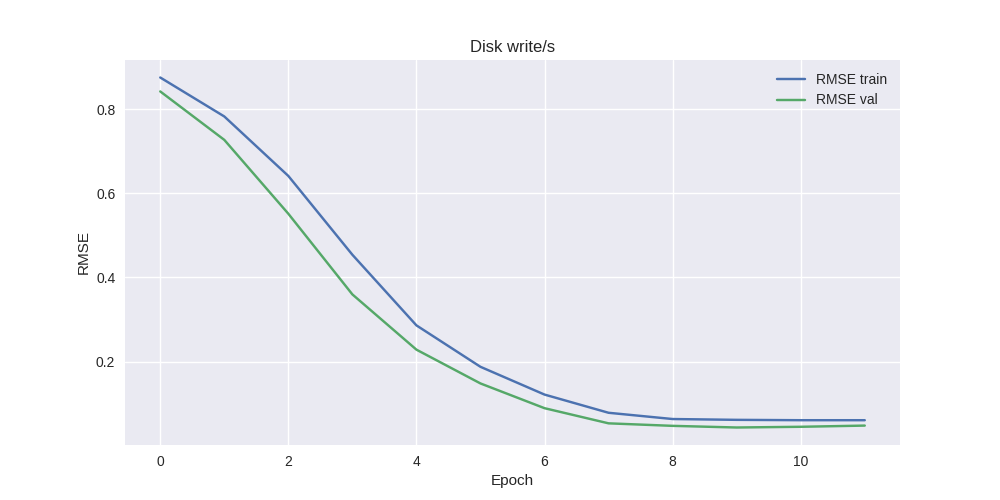 Disk write/s
RMSE train
RMSE val
0.8
0.6
0.4
0.2
RMSE
0 2 4 6 8 10
Epoch